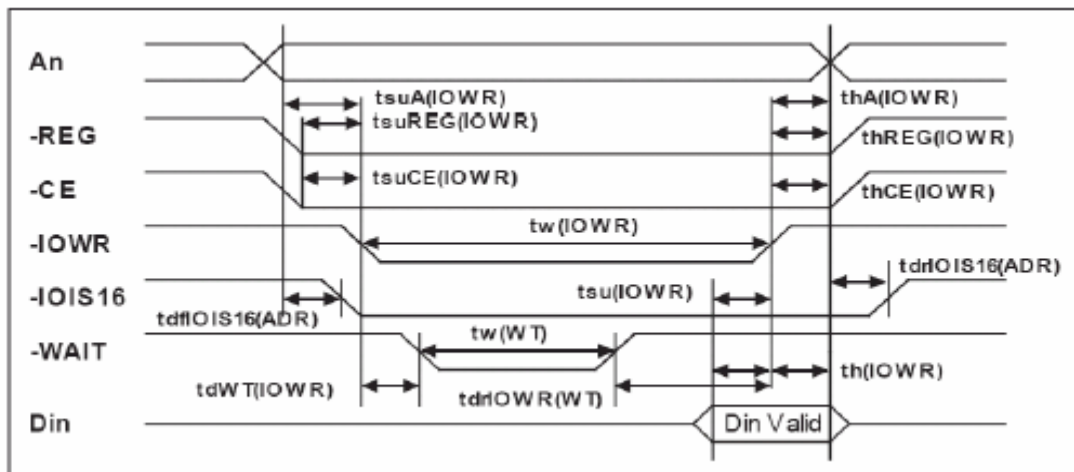 An
tsuA(IOWR)
thA(IOWR)
tsuREG(IOWR)
-REG
thREG(IOWR)
tsuCE(IOWR)
-CE
thCE(IOWR)
tw(IOWR)
-IOWR
tdrIOIS16(ADR)
tsu(IOWR)
-IOIS16
tdfIOIS16(ADR)
tw(WT)
-WAIT
th(IOWR)
tdWT(IOWR)
tdrIOWR(WT)
Din
Din Valid